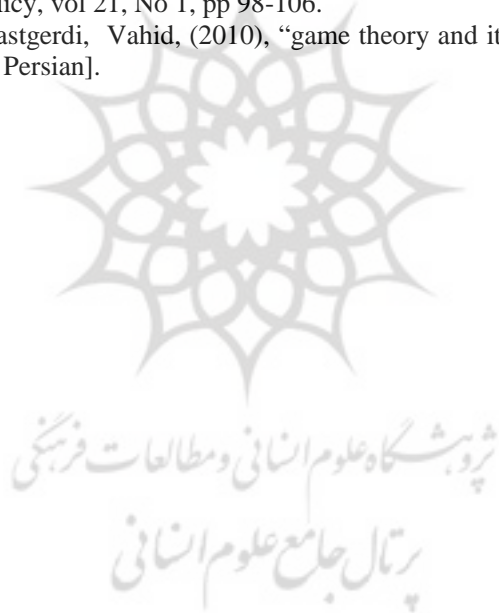 icy, vol 21, No 1, pp 98-106.
astgerdi, Vahid, (2010), “game theory and it
Persian].
پژوهشگاه علوم انسانی و مطالعات فرهنگی
پرتال جامع علوم انسانی